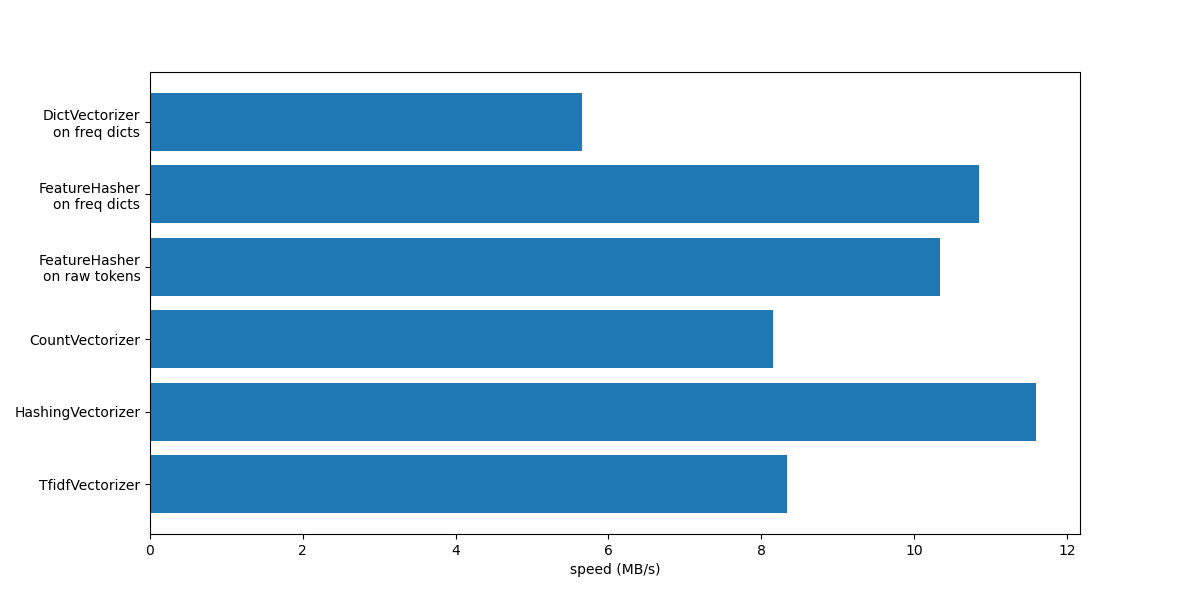 DictVectorizer
on freq dicts
FeatureHasher
on freq dicts
FeatureHasher
on raw tokens
CountVectorizer
HashingVectorizer
TfidfVectorizer
0 2 4 6 8 10 12
speed (MB/s)